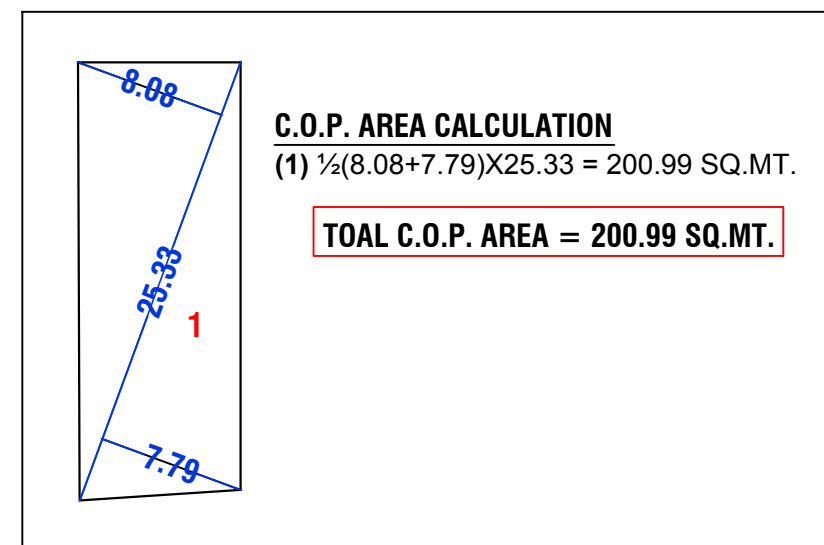 8.08
C.O.P. AREA CALCULATION
(1) ½(8.08+7.79)X25.33 = 200.99 SQ.MT.
TOAL C.O.P. AREA = 200.99 SQ.MT.
25.33
1
7.79